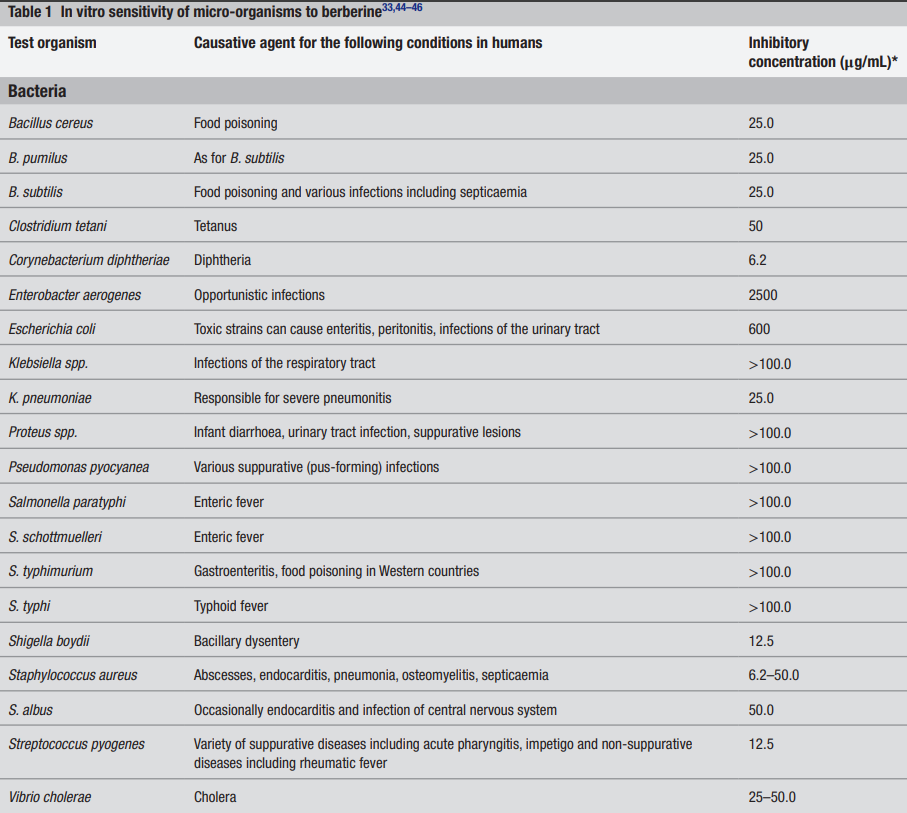 Table 1 In vitro sensitivity of micro-organisms to berberine33,44–46
Test organism Causative agent for the following conditions in humans Inhibitory
concentration (µg/mL)*
Bacteria
Bacillus cereus Food poisoning 25.0
B. pumilus As for B. subtilis 25.0
B. subtilis Food poisoning and various infections including septicaemia 25.0
Clostridium tetani Tetanus 50
Corynebacterium diphtheriae Diphtheria 6.2
Enterobacter aerogenes Opportunistic infections 2500
Escherichia coli Toxic strains can cause enteritis, peritonitis, infections of the urinary tract 600
Klebsiella spp. Infections of the respiratory tract >100.0
K. pneumoniae Responsible for severe pneumonitis 25.0
Proteus spp. Infant diarrhoea, urinary tract infection, suppurative lesions >100.0
Pseudomonas pyocyanea Various suppurative (pus-forming) infections >100.0
Salmonella paratyphi Enteric fever >100.0
S. schottmuelleri Enteric fever >100.0
S. typhimurium Gastroenteritis, food poisoning in Western countries >100.0
S. typhi Typhoid fever >100.0
Shigella boydii Bacillary dysentery 12.5
Staphylococcus aureus Abscesses, endocarditis, pneumonia, osteomyelitis, septicaemia 6.2–50.0
S. albus Occasionally endocarditis and infection of central nervous system 50.0
Streptococcus pyogenes Variety of suppurative diseases including acute pharyngitis, impetigo and non-suppurative 12.5
diseases including rheumatic fever
Vibrio cholerae Cholera 25–50.0